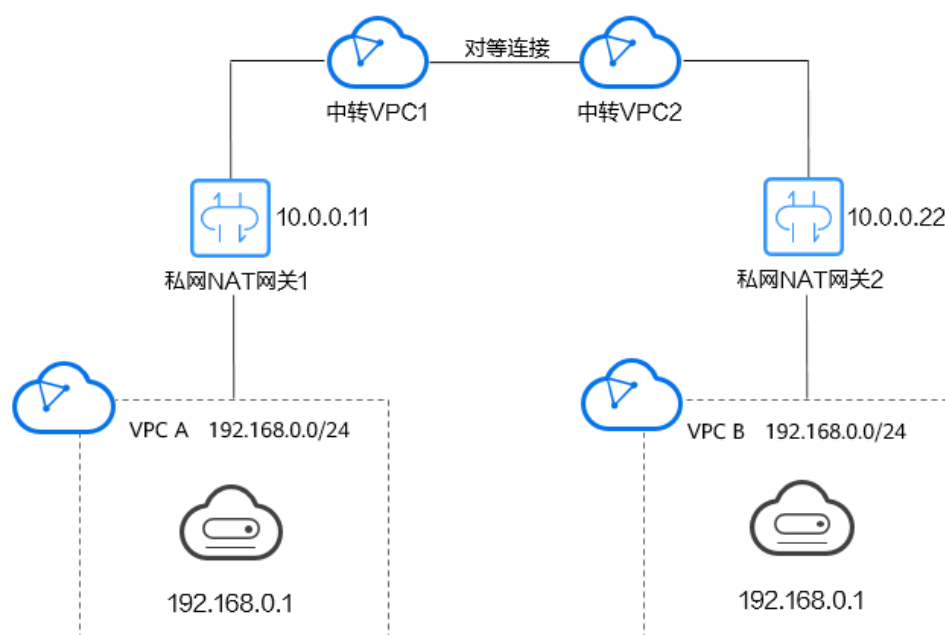 对等连接
中转VPC1
中转VPC2
10.0.0.11
10.0.0.22
私网NAT网关1
私网NAT网关2
VPC A 192.168.0.0/24
VPC B 192.168.0.0/24
192.168.0.1
192.168.0.1